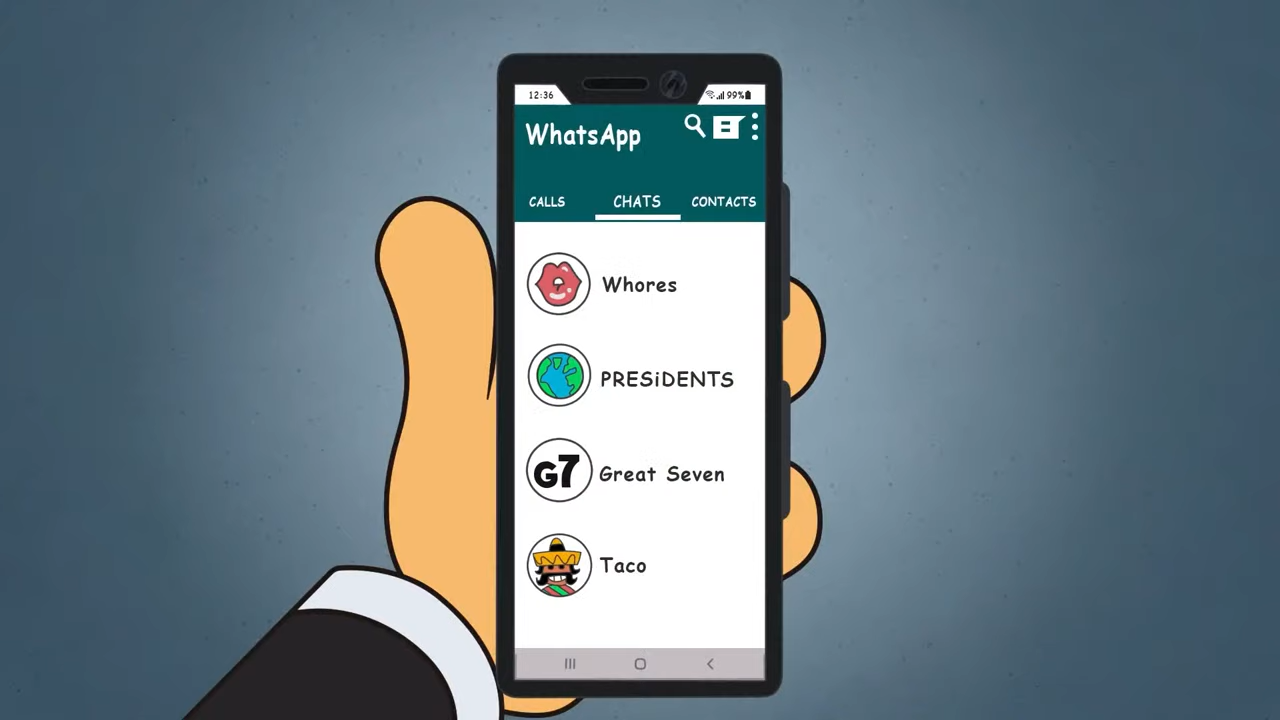 12:36
99%
WhatsApp
CALLS CHATS CONTACTS
Whores
PRESiDENTS
G7 Great Seven
Taco